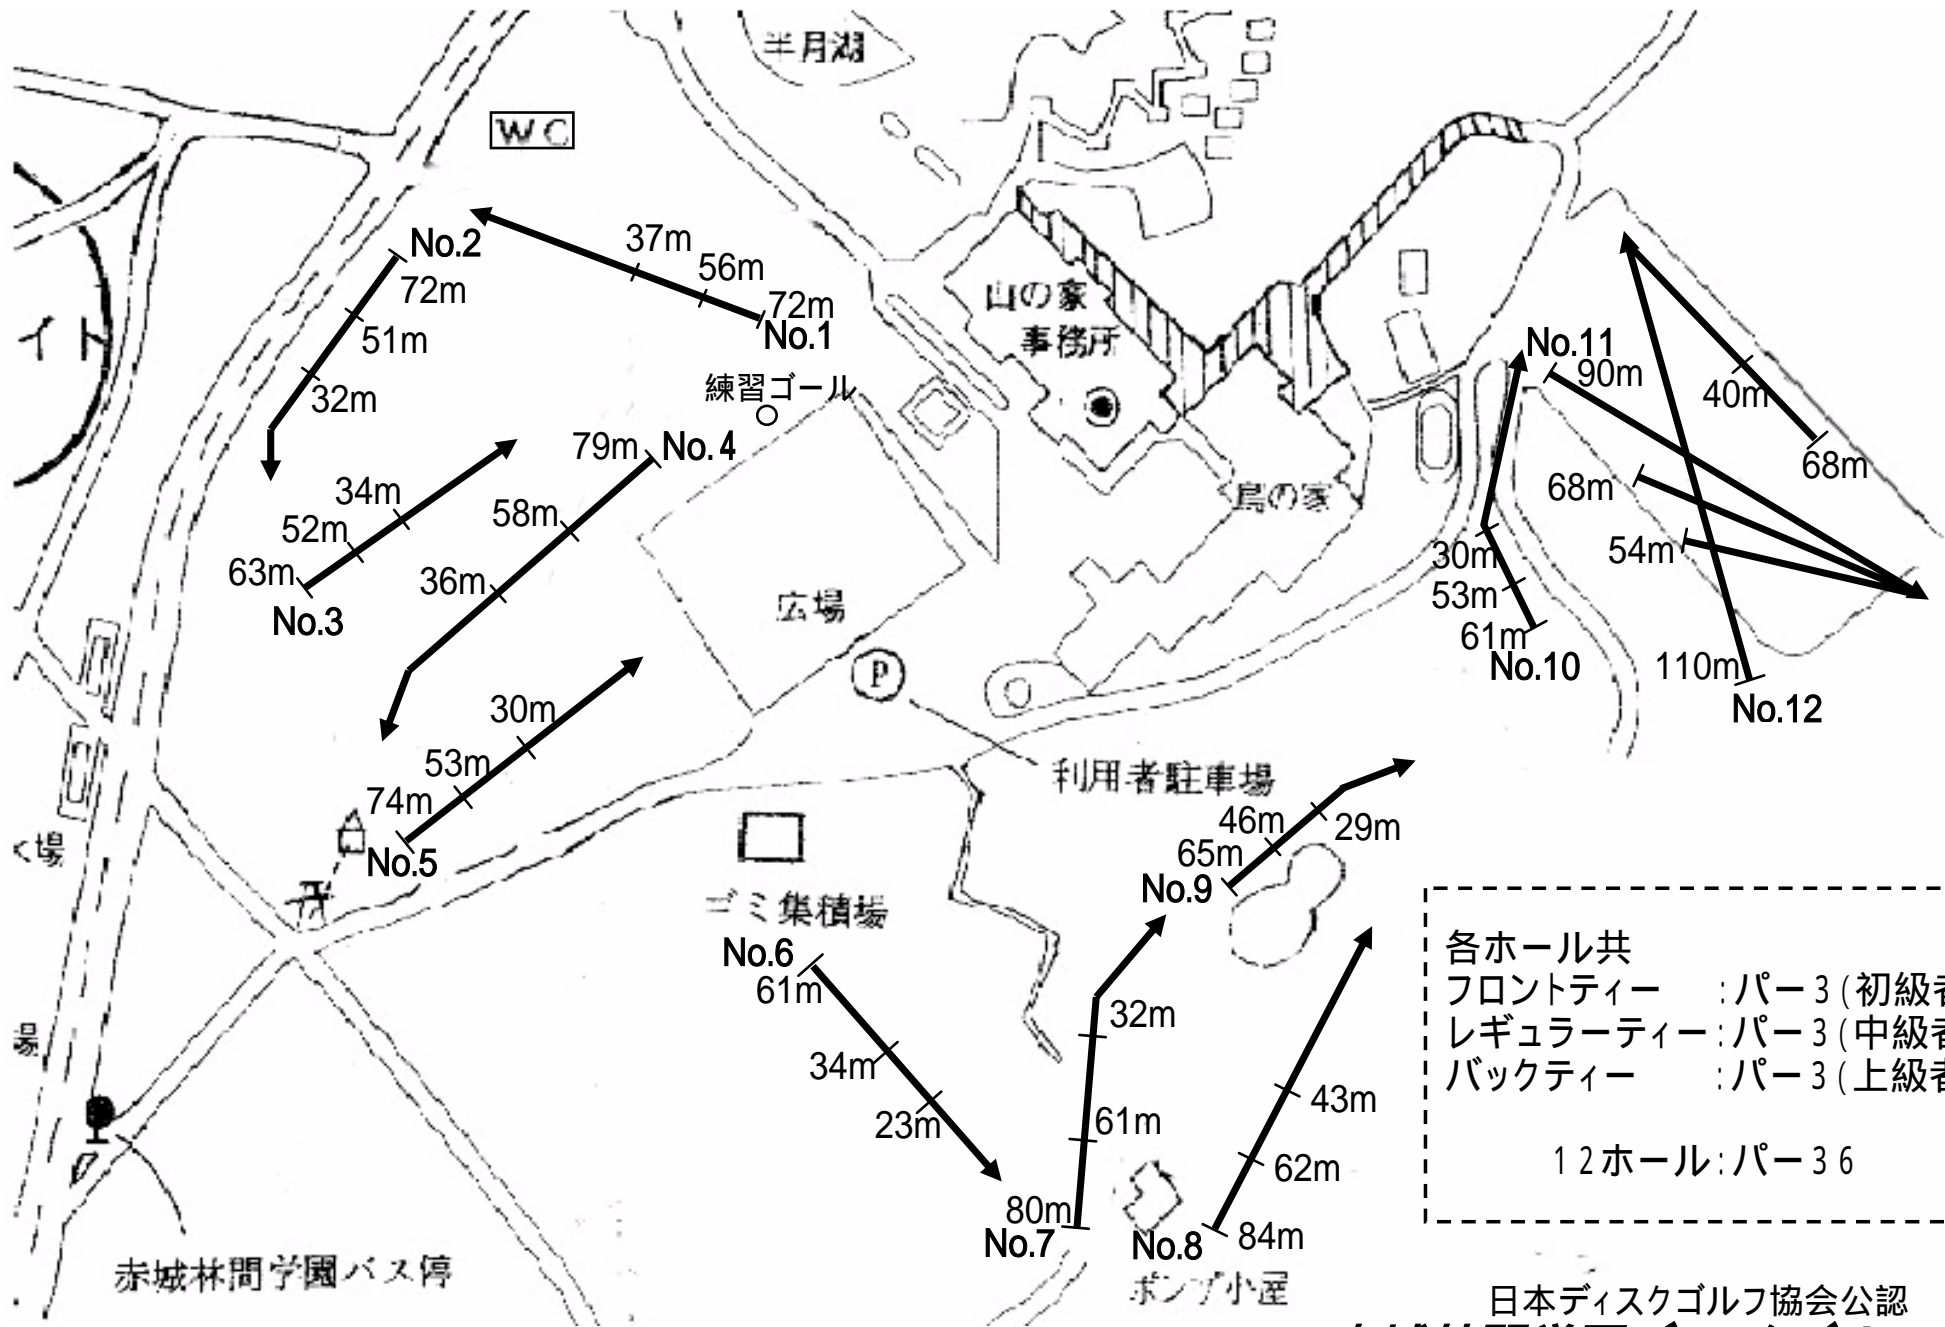 半月湖
WC
No.2
72m
51m
32m
37m
56m
72m
No.1
山の家
事務所
イト
練習ゴール
79m
No.4
58m
36m
34m
52m
63m
No.3
鳥の家
No.11
90m
68m
54m
40m
68m
30m
53m
61m
No.10
110m
No.12
広場
P
利用者駐車場
30m
53m
74m
No.5
場
ゴミ集積場
46m
29m
65m
No.9
No.6
61m
34m
23m
32m
61m
80m
No.7
43m
62m
84m
No.8
ポンプ小屋
場
赤城林間学園バス停
各ホール共
フロントティー :パー3(初級者
レギュラーティー:パー3(中級者
バックティー :パー3(上級者
12ホール:パー36
日本ディスクゴルフ協会公認